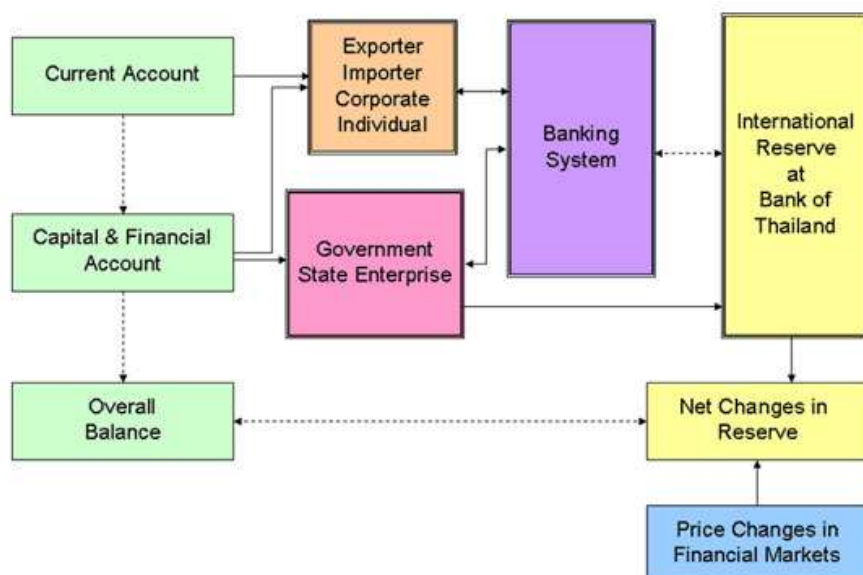 Current Account
Exporter
Importer
Corporate
Individual
Banking
System
International
Reserve
at
Bank of
Thailand
Capital & Financial
Account
Government
State Enterprise
Overall
Balance
Net Changes in
Reserve
Price Changes in
Financial Markets